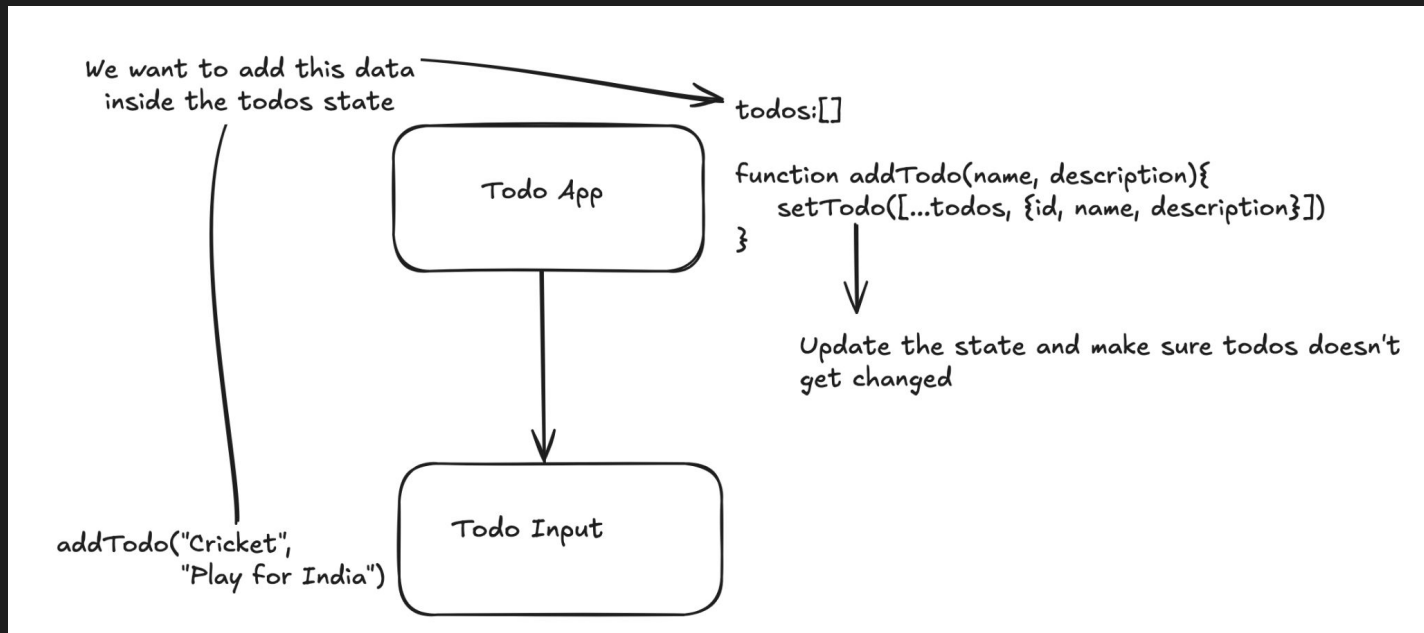 We want to add this data
inside the todos state
todos:[]
Todo App
function addTodo(name, description){
setTodo([...todos, {id, name, description}])
}
Update the state and make sure todos doesn't
get changed
Todo Input
addTodo("Cricket",
"Play for India")